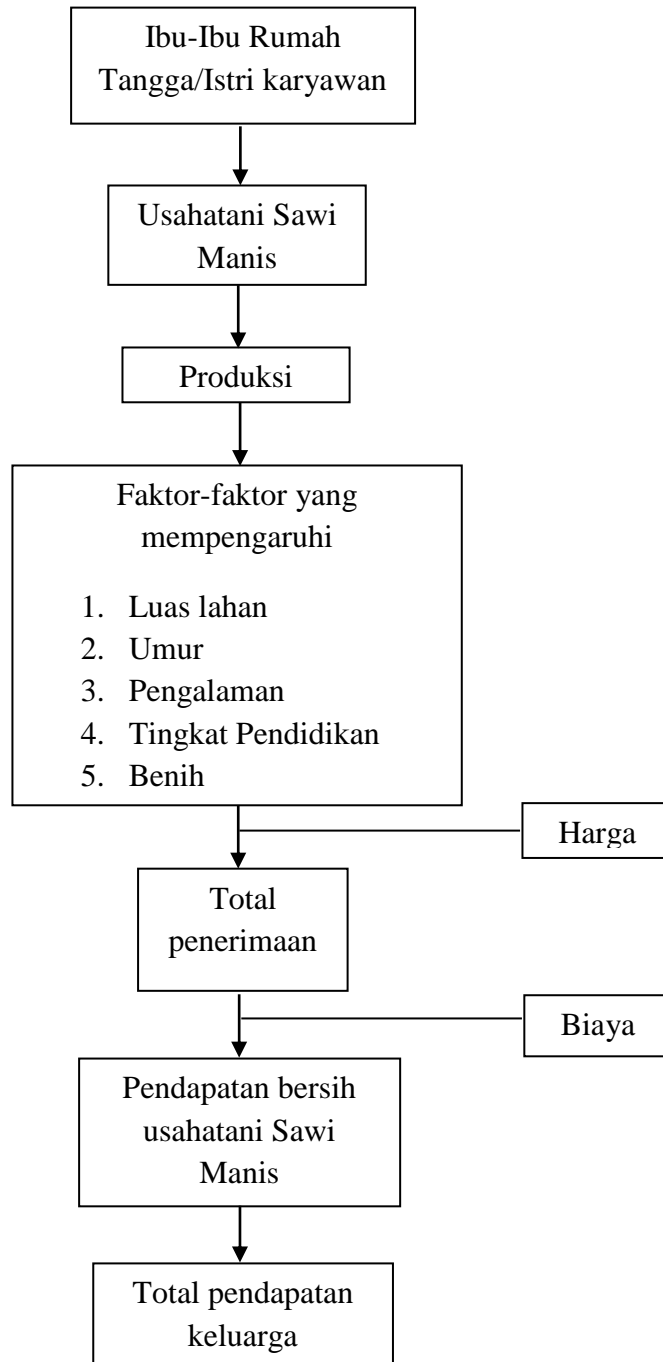 Ibu-Ibu Rumah
Tangga/Istri karyawan
Usahatani Sawi
Manis
Produksi
Faktor-faktor yang
mempengaruhi
1. Luas lahan
2. Umur
3. Pengalaman
4. Tingkat Pendidikan
5. Benih
Harga
Total
penerimaan
Biaya
Pendapatan bersih
usahatani Sawi
Manis
Total pendapatan
keluarga